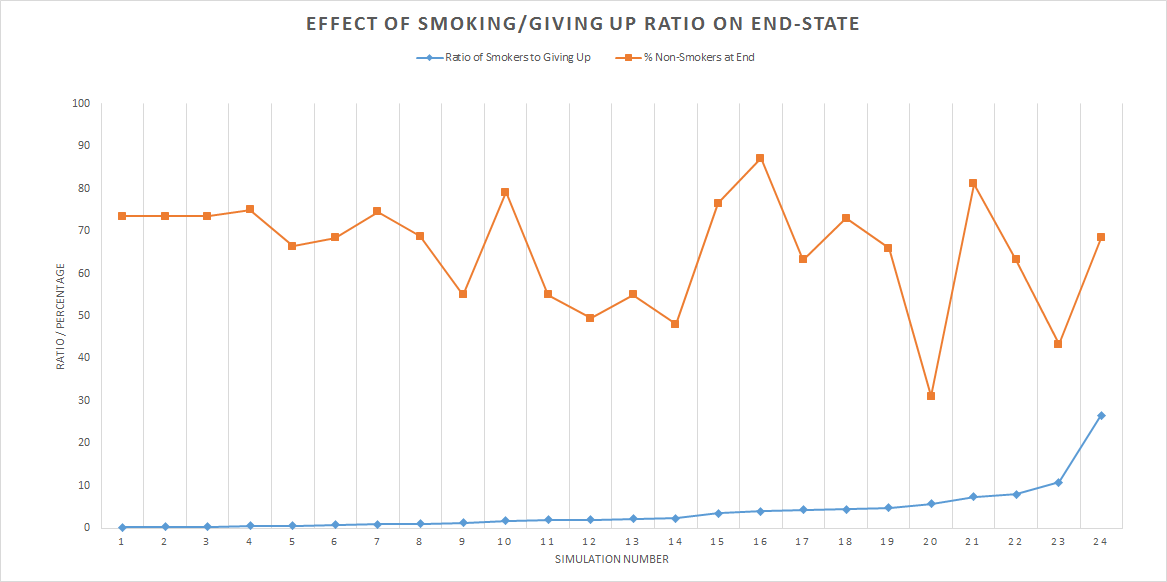 EFFECT OF SMOKING/GIVING UP RATIO ON END-STATE
Ratio of Smokers to Giving Up % Non-Smokers at End
100
90
80
70
60
50
40
30
20
10
0
RATIO / PERCENTAGE
1 2 3 4 5 6 7 8 9 10 11 12 13 14 15 16 17 18 19 20 21 22 23 24
SIMULATION NUMBER